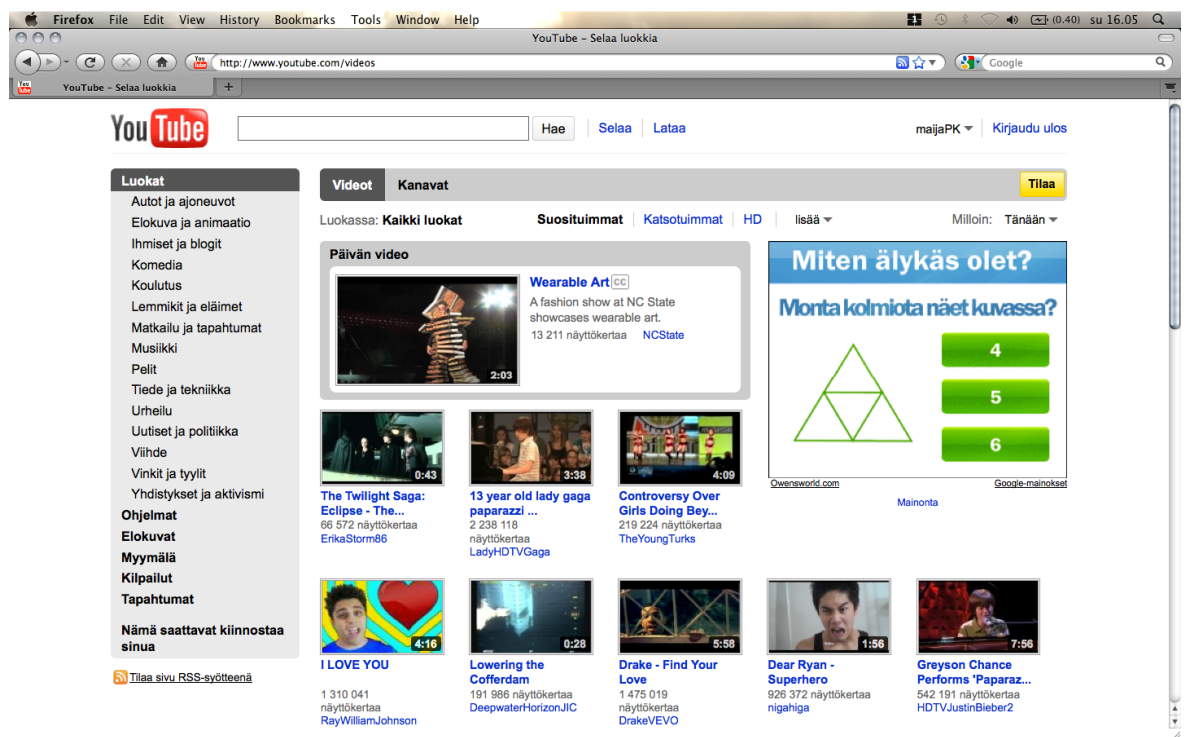 Firefox File Edit View History Bookmarks Tools Window Help 1 (0.40) su 16.05
YouTube – Selaa luokkia
http://www.youtube.com/videos Google
YouTube – Selaa luokkia +
You Tube Hae Selaa Lataa maijaPK Kirjaudu ulos
Luokat
Autot ja ajoneuvot
Elokuva ja animaatio
Ihmiset ja blogit
Komedia
Koulutus
Lemmikit ja eläimet
Matkailu ja tapahtumat
Musiikki
Pelit
Tiede ja tekniikka
Urheilu
Uutiset ja politiikka
Viihde
Vinkit ja tyylit
Yhdistykset ja aktivismi
Ohjelmat
Elokuvat
Myymälä
Kilpailut
Tapahtumat
Nämä saattavat kiinnostaa
sinua
Tilaa sivu RSS-syötteenä
Videot Kanavat Tilaa
Luokassa: Kaikki luokat Suosituimmat Katsotuimmat HD lisää Milloin: Tänään
Päivän video
2:03
Wearable Art cc
A fashion show at NC State
showcases wearable art.
13 211 näyttökertaa NCState
Miten älykäs olet?
Monta kolmiota näet kuvassa?
4
5
6
Owensworld.com Google-mainokset
Mainonta
0:43
The Twilight Saga:
Eclipse - The...
66 572 näyttökertaa
ErikaStorm86
3:38
13 year old lady gaga
paparazzi ...
2 238 118
näyttökertaa
LadyHDTVGaga
4:09
Controversy Over
Girls Doing Bey...
219 224 näyttökertaa
TheYoungTurks
4:16
I LOVE YOU
1 310 041
näyttökertaa
RayWilliamJohnson
0:28
Lowering the
Cofferdam
191 986 näyttökertaa
DeepwaterHorizonJIC
5:58
Drake - Find Your
Love
1 475 019
näyttökertaa
DrakeVEVO
1:56
Dear Ryan -
Superhero
926 372 näyttökertaa
nigahiga
7:56
Greyson Chance
Performs 'Paparaz...
542 191 näyttökertaa
HDTVJustinBieber2